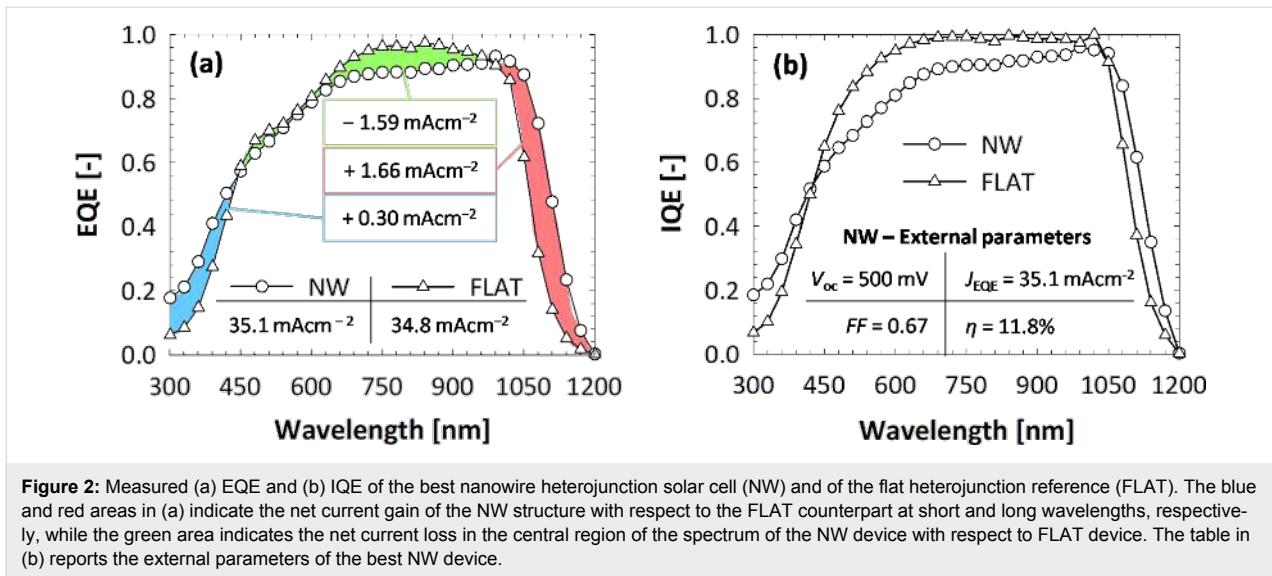 (a)
EQE [-]
1.0
0.8
0.6
0.4
0.2
0.0
− 1.59 mAcm⁻²
+ 1.66 mAcm⁻²
+ 0.30 mAcm⁻²
NW FLAT
35.1 mAcm⁻² 34.8 mAcm⁻²
300 450 600 750 900 1050 1200
Wavelength [nm]
(b)
IQE [-]
1.0
0.8
0.6
0.4
0.2
0.0
NW
FLAT
NW – External parameters
Voc = 500 mV JEQE = 35.1 mAcm⁻²
FF = 0.67 η = 11.8%
300 450 600 750 900 1050 1200
Wavelength [nm]
Figure 2: Measured (a) EQE and (b) IQE of the best nanowire heterojunction solar cell (NW) and of the flat heterojunction reference (FLAT). The blue
and red areas in (a) indicate the net current gain of the NW structure with respect to the FLAT counterpart at short and long wavelengths, respective-
ly, while the green area indicates the net current loss in the central region of the spectrum of the NW device with respect to FLAT device. The table in
(b) reports the external parameters of the best NW device.